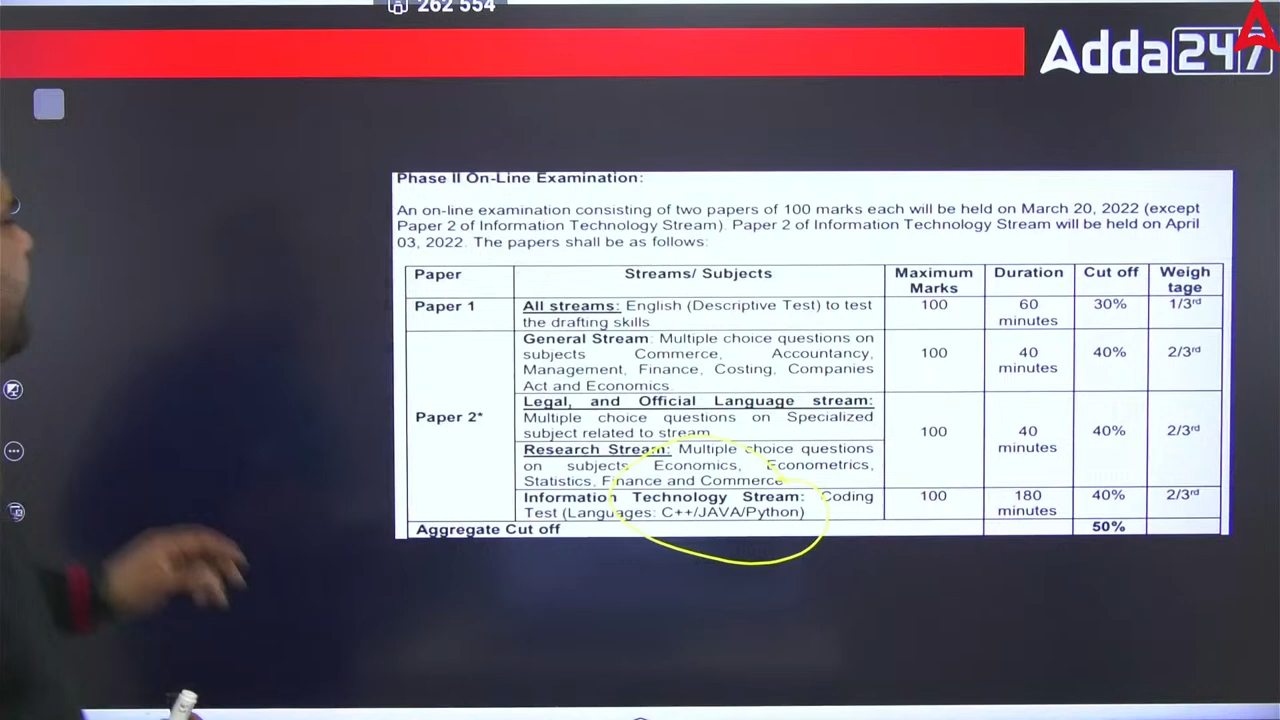 262 554
Adda247
Phase II On-Line Examination:
An on-line examination consisting of two papers of 100 marks each will be held on March 20, 2022 (except
Paper 2 of Information Technology Stream). Paper 2 of Information Technology Stream will be held on April
03, 2022. The papers shall be as follows:
Paper Streams/ Subjects Maximum Marks Duration Cut off Weigh tage
Paper 1 All streams: English (Descriptive Test) to test 100 60 30% 1/3rd
the drafting skills minutes
Paper 2*
General Stream: Multiple choice questions on
subjects Commerce, Accountancy, 100 40 40% 2/3rd
Management, Finance, Costing, Companies minutes
Act and Economics.
Legal, and Official Language stream:
Multiple choice questions on Specialized
subject related to stream 100 40 40% 2/3rd
Research Stream: Multiple choice questions minutes
on subjects Economics, Econometrics,
Statistics, Finance and Commerce
Information Technology Stream: Coding 100 180 40% 2/3rd
Test (Languages: C++/JAVA/Python) minutes
Aggregate Cut off 50%